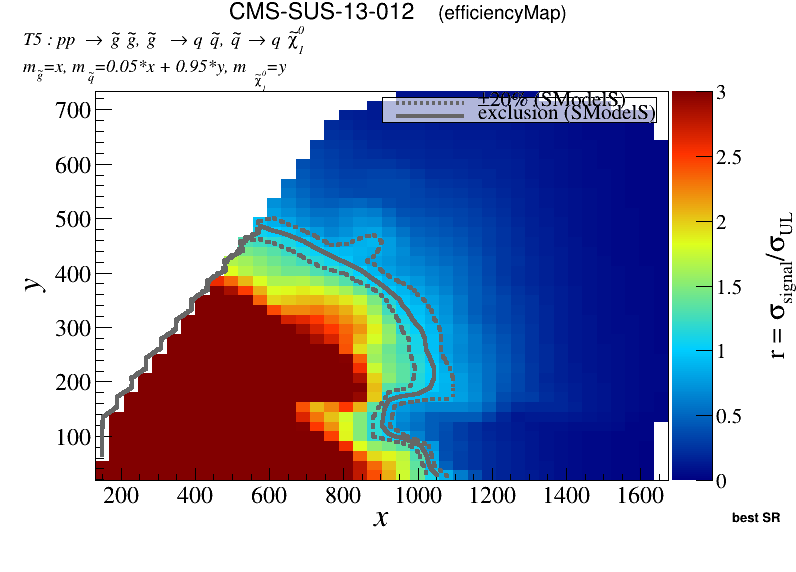 CMS-SUS-13-012 (efficiencyMap)
T5 : pp → g̃ g̃, g̃ → q q̃, q̃ → q χ̃⁰₁
m_g̃=x, m_q̃=0.05*x + 0.95*y, m_χ̃⁰₁=y
±20% (SModelS)
exclusion (SModelS)
700
600
500
400
300
200
100
y
200 400 600 800 1000 1200 1400 1600
x
3
2.5
2
1.5
1
0.5
0
r = σ_signal/σ_UL
best SR